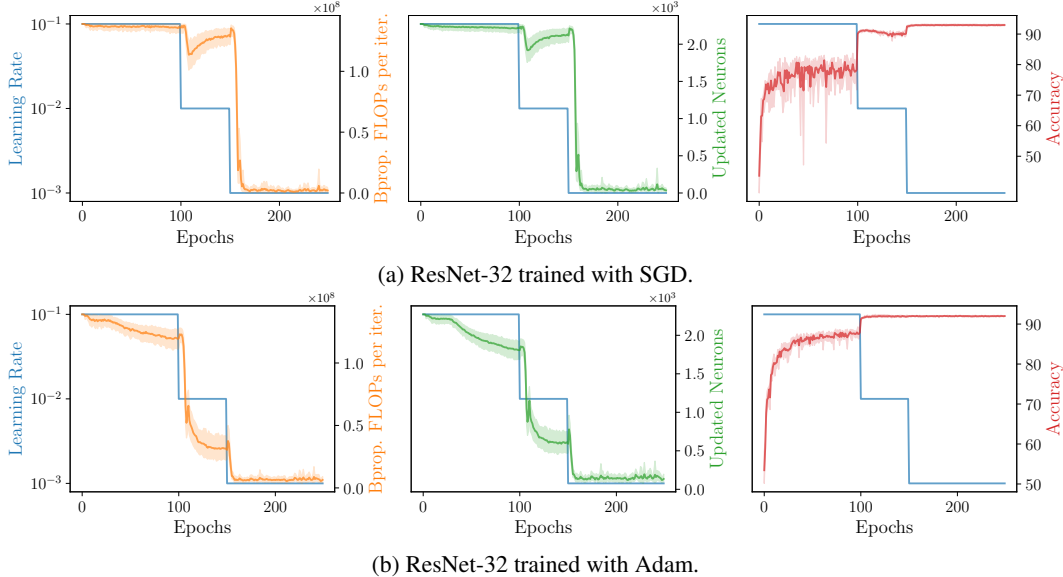 ×10⁸
×10³
10⁻¹
10⁻²
10⁻³
Learning Rate
1.0
0.5
0.0
Bprop. FLOPs per iter.
2.0
1.5
1.0
0.5
0.0
Updated Neurons
90
80
70
60
50
Accuracy
0 100 200
0 100 200
0 100 200
Epochs
Epochs
Epochs
(a) ResNet-32 trained with SGD.
×10⁸
×10³
10⁻¹
10⁻²
10⁻³
Learning Rate
1.0
0.5
0.0
Bprop. FLOPs per iter.
2.0
1.5
1.0
0.5
0.0
Updated Neurons
90
80
70
60
50
Accuracy
0 100 200
0 100 200
0 100 200
Epochs
Epochs
Epochs
(b) ResNet-32 trained with Adam.